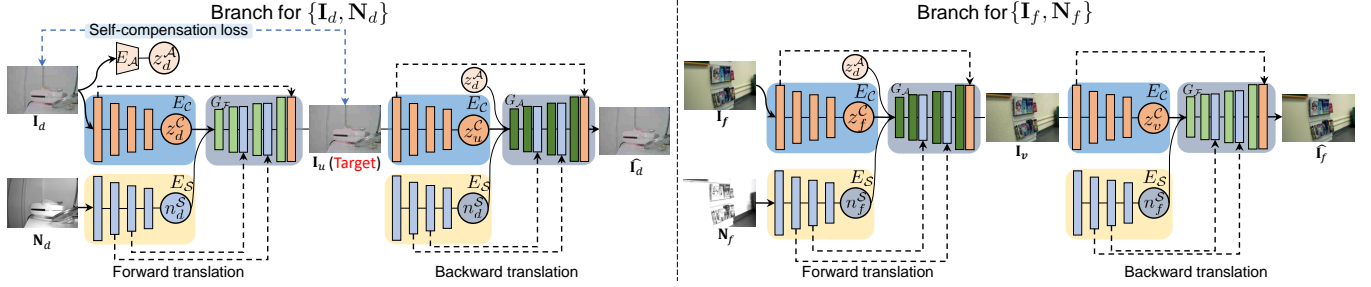 Branch for {I_d, N_d}
Self-compensation loss
E_A
z_d^A
I_d
E_C
z_d^C
G_F
E_S
n_d^S
N_d
Forward translation
I_u (Target)
z_d^A
G_A
E_C
z_u^C
E_S
n_d^S
Î_d
Backward translation
Branch for {I_f, N_f}
I_f
z_d^A
E_C
z_f^C
G_A
E_S
n_f^S
N_f
Forward translation
I_v
E_C
z_v^C
G_F
E_S
n_f^S
Î_f
Backward translation